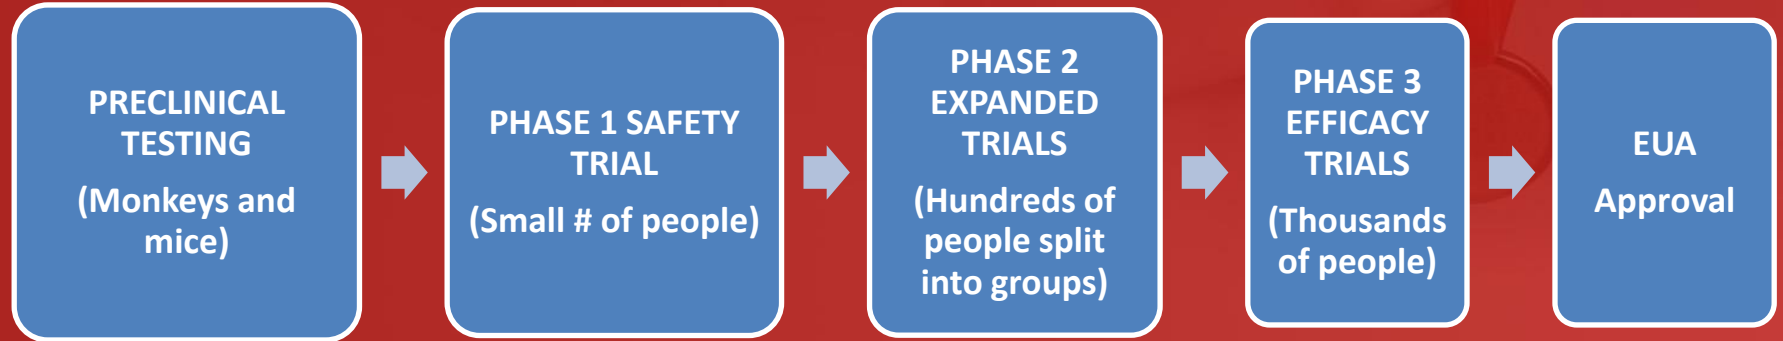 PRECLINICAL
TESTING
(Monkeys and
mice)
PHASE 1 SAFETY
TRIAL
(Small # of people)
PHASE 2
EXPANDED
TRIALS
(Hundreds of
people split
into groups)
PHASE 3
EFFICACY
TRIALS
(Thousands
of people)
EUA
Approval